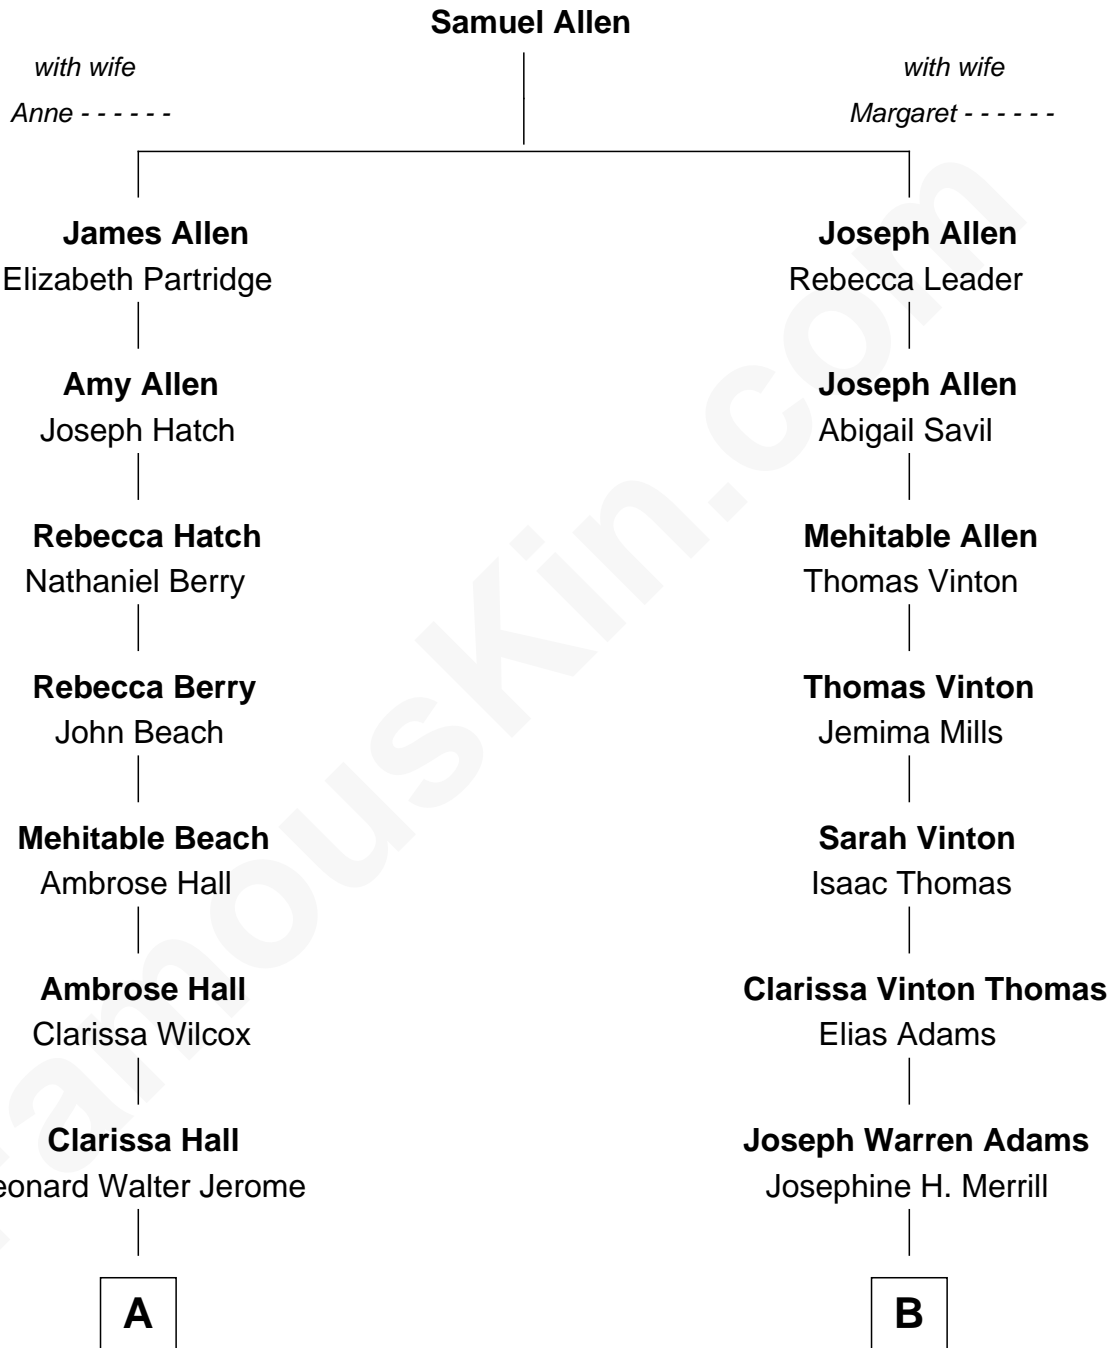 Samuel Allen
with wife
Anne - - - - - -
with wife
Margaret - - - - - -
James Allen
Elizabeth Partridge
Joseph Allen
Rebecca Leader
Amy Allen
Joseph Hatch
Joseph Allen
Abigail Savil
Rebecca Hatch
Nathaniel Berry
Mehitable Allen
Thomas Vinton
Rebecca Berry
John Beach
Thomas Vinton
Jemima Mills
Mehitable Beach
Ambrose Hall
Sarah Vinton
Isaac Thomas
Ambrose Hall
Clarissa Wilcox
Clarissa Vinton Thomas
Elias Adams
Clarissa Hall
eonard Walter Jerome
Joseph Warren Adams
Josephine H. Merrill
A
B
famouskin.com